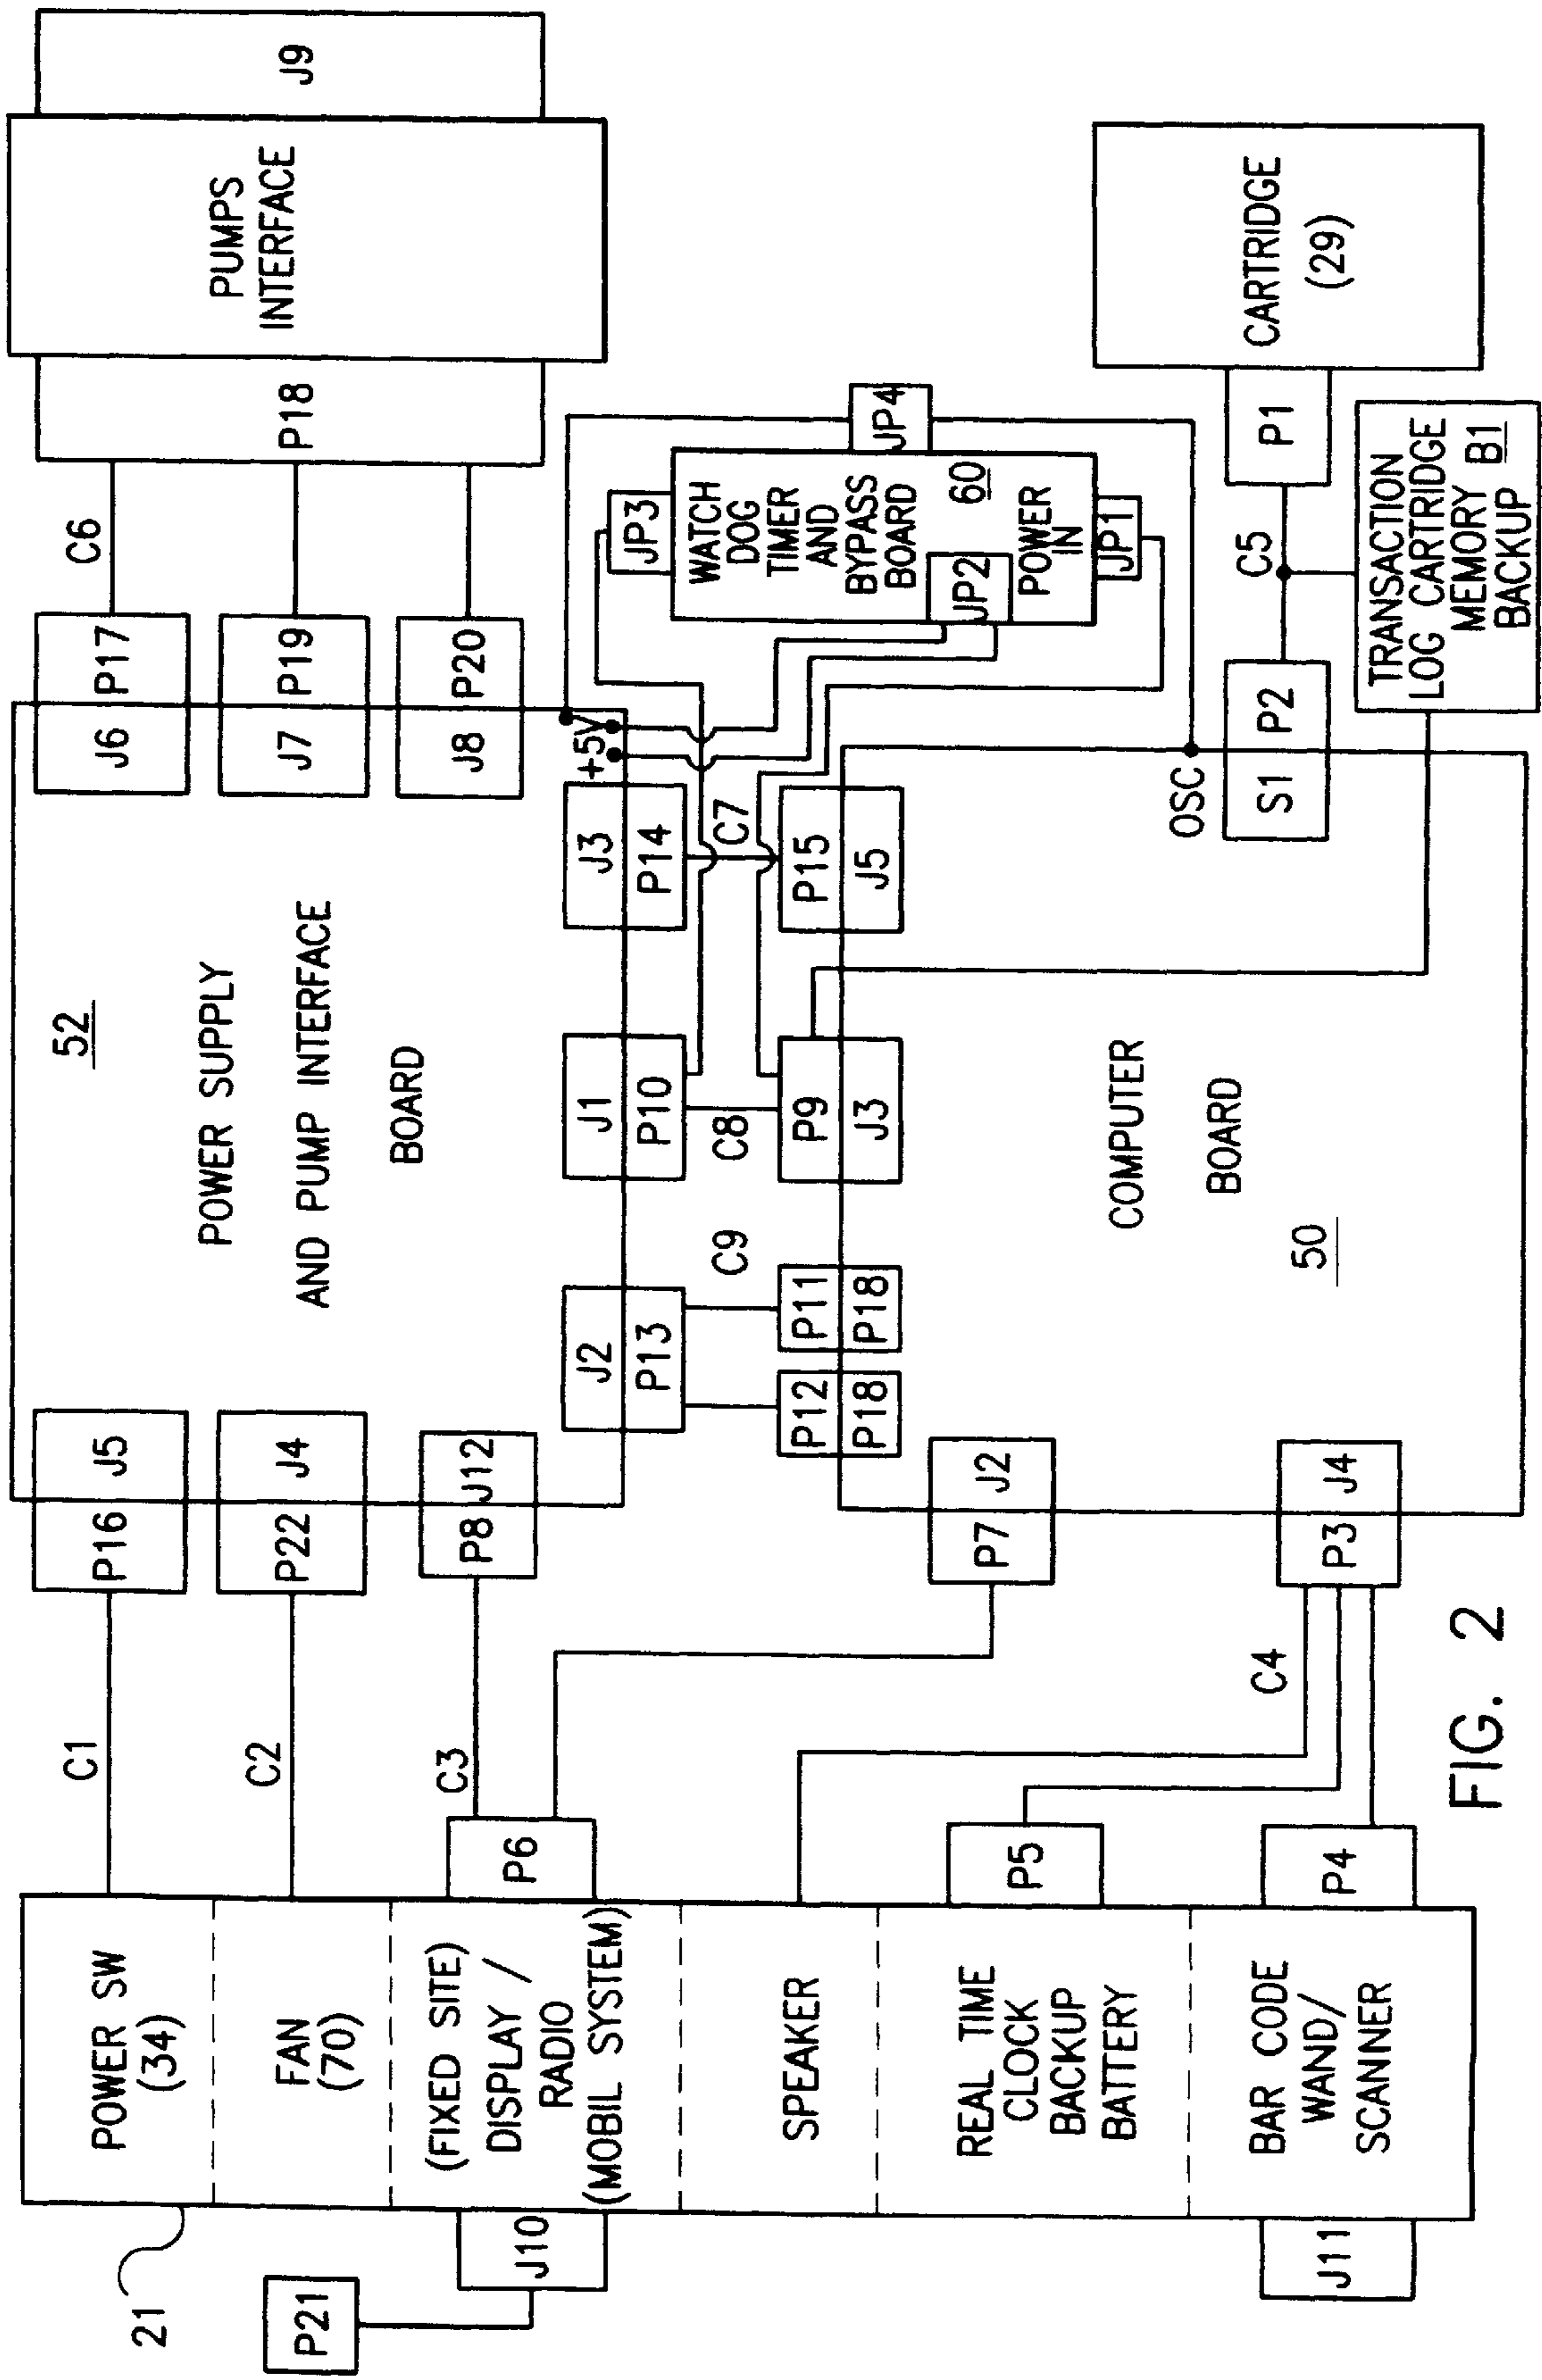 21
P21
J10
J11
POWER SW
(34)
FAN
(70)
(FIXED SITE)
DISPLAY /
RADIO
(MOBIL SYSTEM)
SPEAKER
REAL TIME
CLOCK
BACKUP
BATTERY
BAR CODE
WAND/
SCANNER
P6
P5
P4
C1
C2
C3
C4
P16
J5
P22
J4
P8
J12
P7
J2
P3
J4
52
POWER SUPPLY
AND PUMP INTERFACE
BOARD
J2
P13
J1
P10
J3
P14
+5V
C9
C8
C7
P12
P18
P11
P18
P9
J3
P15
J5
COMPUTER
BOARD
50
OSC
S1
P2
J6
P17
J7
P19
J8
P20
C6
P18
PUMPS
INTERFACE
J9
JP3
WATCH
DOG
TIMER
AND
BYPASS
BOARD
60
JP2
POWER
IN
JP1
JP4
C5
P1
CARTRIDGE
(29)
TRANSACTION
LOG CARTRIDGE
MEMORY B1
BACKUP
FIG. 2